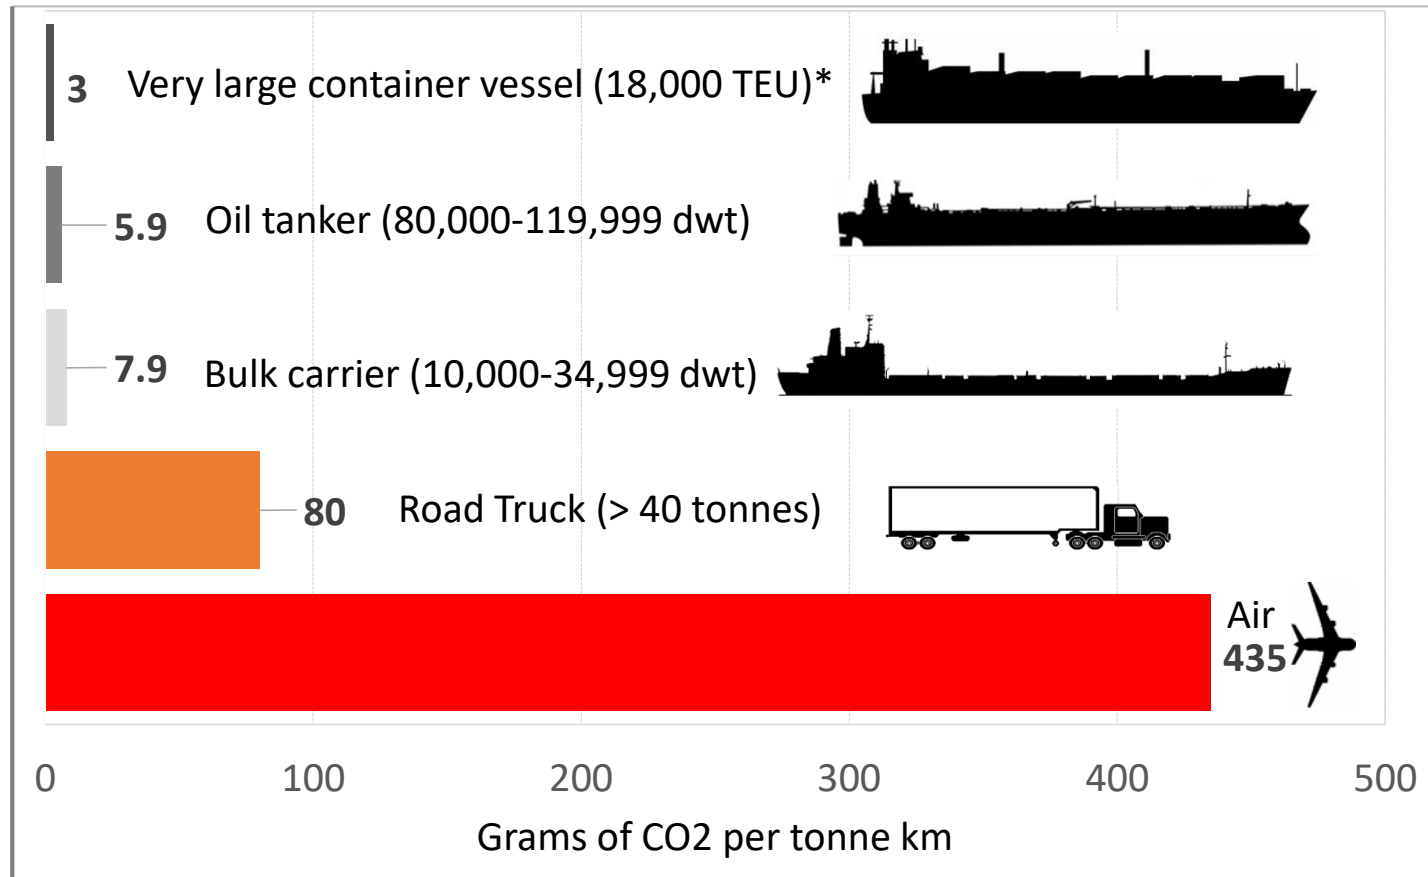 3 Very large container vessel (18,000 TEU)*
5.9 Oil tanker (80,000-119,999 dwt)
7.9 Bulk carrier (10,000-34,999 dwt)
80 Road Truck (> 40 tonnes)
Air
435
0 100 200 300 400 500
Grams of CO2 per tonne km